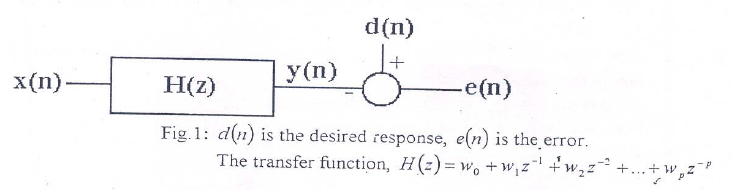 d(n)
+
x(n)
H(z)
y(n)
-
e(n)
Fig.1: d(n) is the desired response, e(n) is the error.
The transfer function, H(z) = w₀ + w₁z⁻¹ + w₂z⁻² + ... + wₚz⁻ᵖ